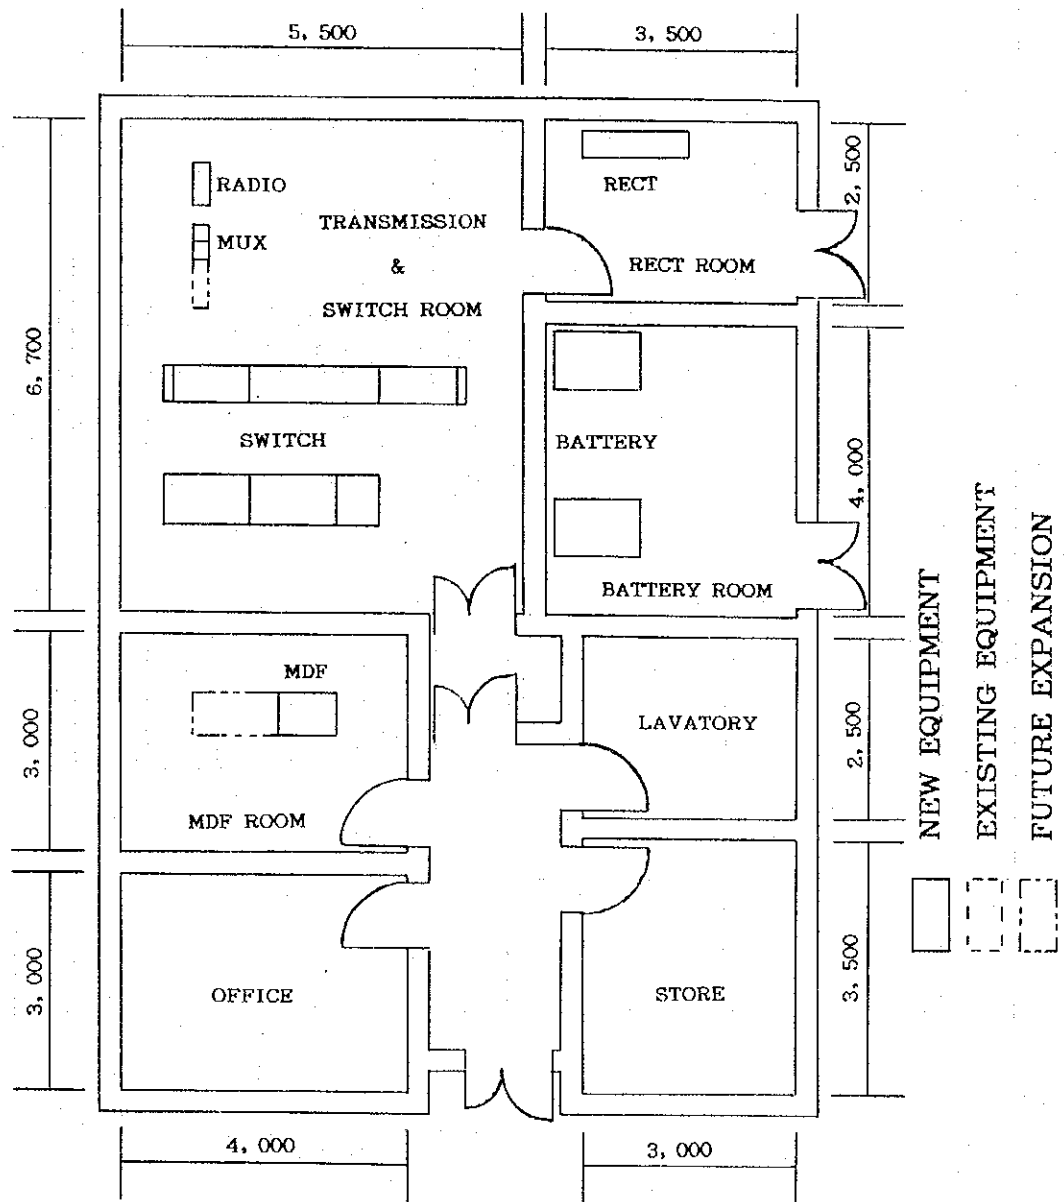 5, 500
3, 500
RADIO
MUX
TRANSMISSION
&
SWITCH ROOM
RECT
RECT ROOM
2, 500
6, 700
SWITCH
BATTERY
BATTERY ROOM
4, 000
MDF
MDF ROOM
3, 000
LAVATORY
2, 500
OFFICE
3, 000
STORE
3, 500
4, 000
3, 000
NEW EQUIPMENT
EXISTING EQUIPMENT
FUTURE EXPANSION